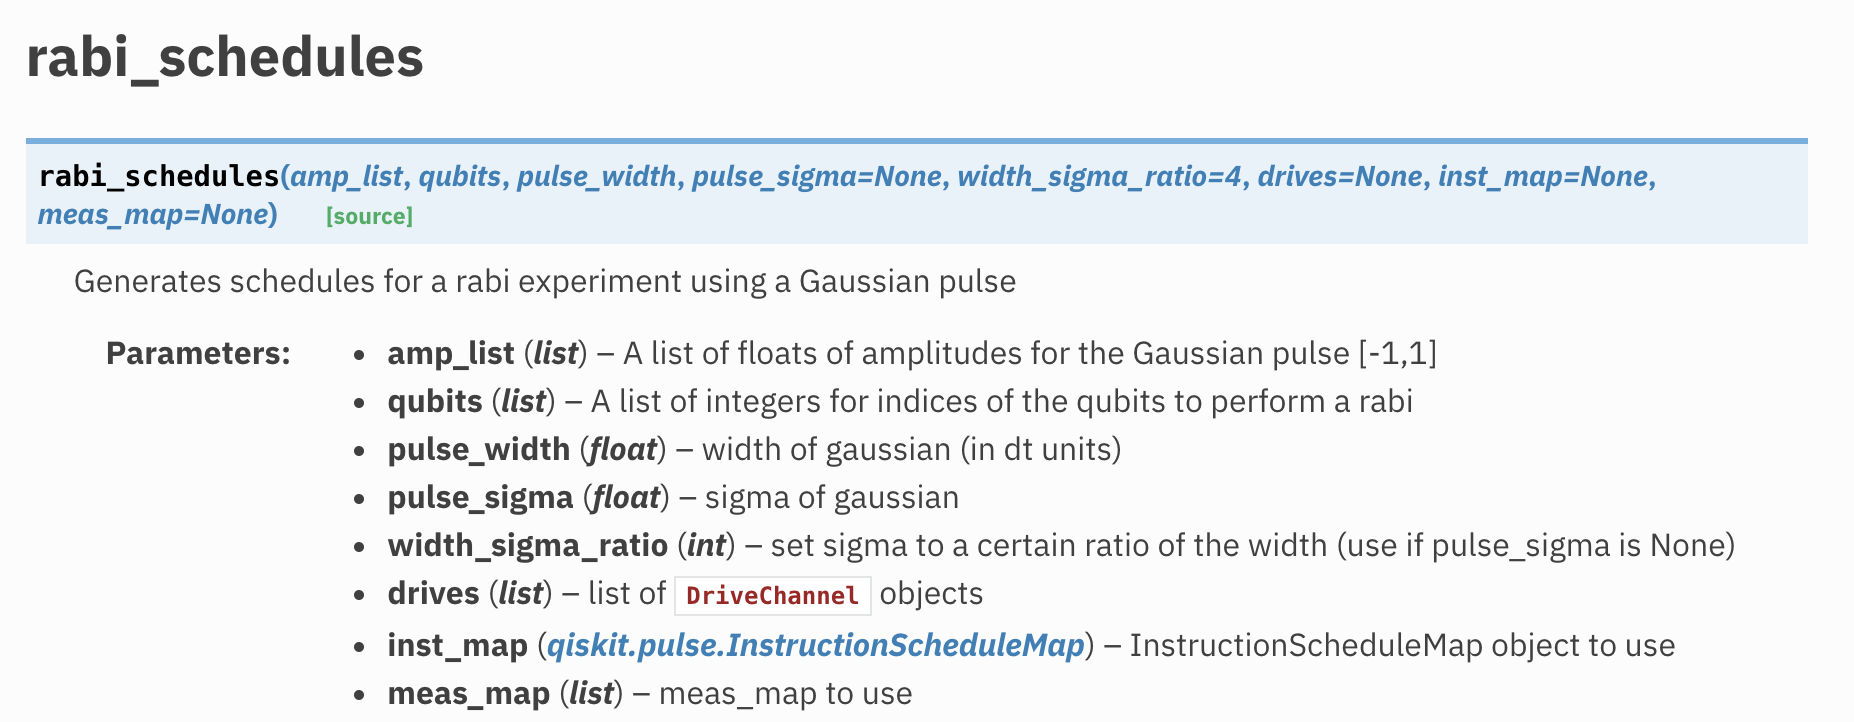 rabi_schedules
rabi_schedules(amp_list, qubits, pulse_width, pulse_sigma=None, width_sigma_ratio=4, drives=None, inst_map=None,
meas_map=None) [source]
Generates schedules for a rabi experiment using a Gaussian pulse
Parameters: • amp_list (list) – A list of floats of amplitudes for the Gaussian pulse [-1,1]
• qubits (list) – A list of integers for indices of the qubits to perform a rabi
• pulse_width (float) – width of gaussian (in dt units)
• pulse_sigma (float) – sigma of gaussian
• width_sigma_ratio (int) – set sigma to a certain ratio of the width (use if pulse_sigma is None)
• drives (list) – list of DriveChannel objects
• inst_map (qiskit.pulse.InstructionScheduleMap) – InstructionScheduleMap object to use
• meas_map (list) – meas_map to use